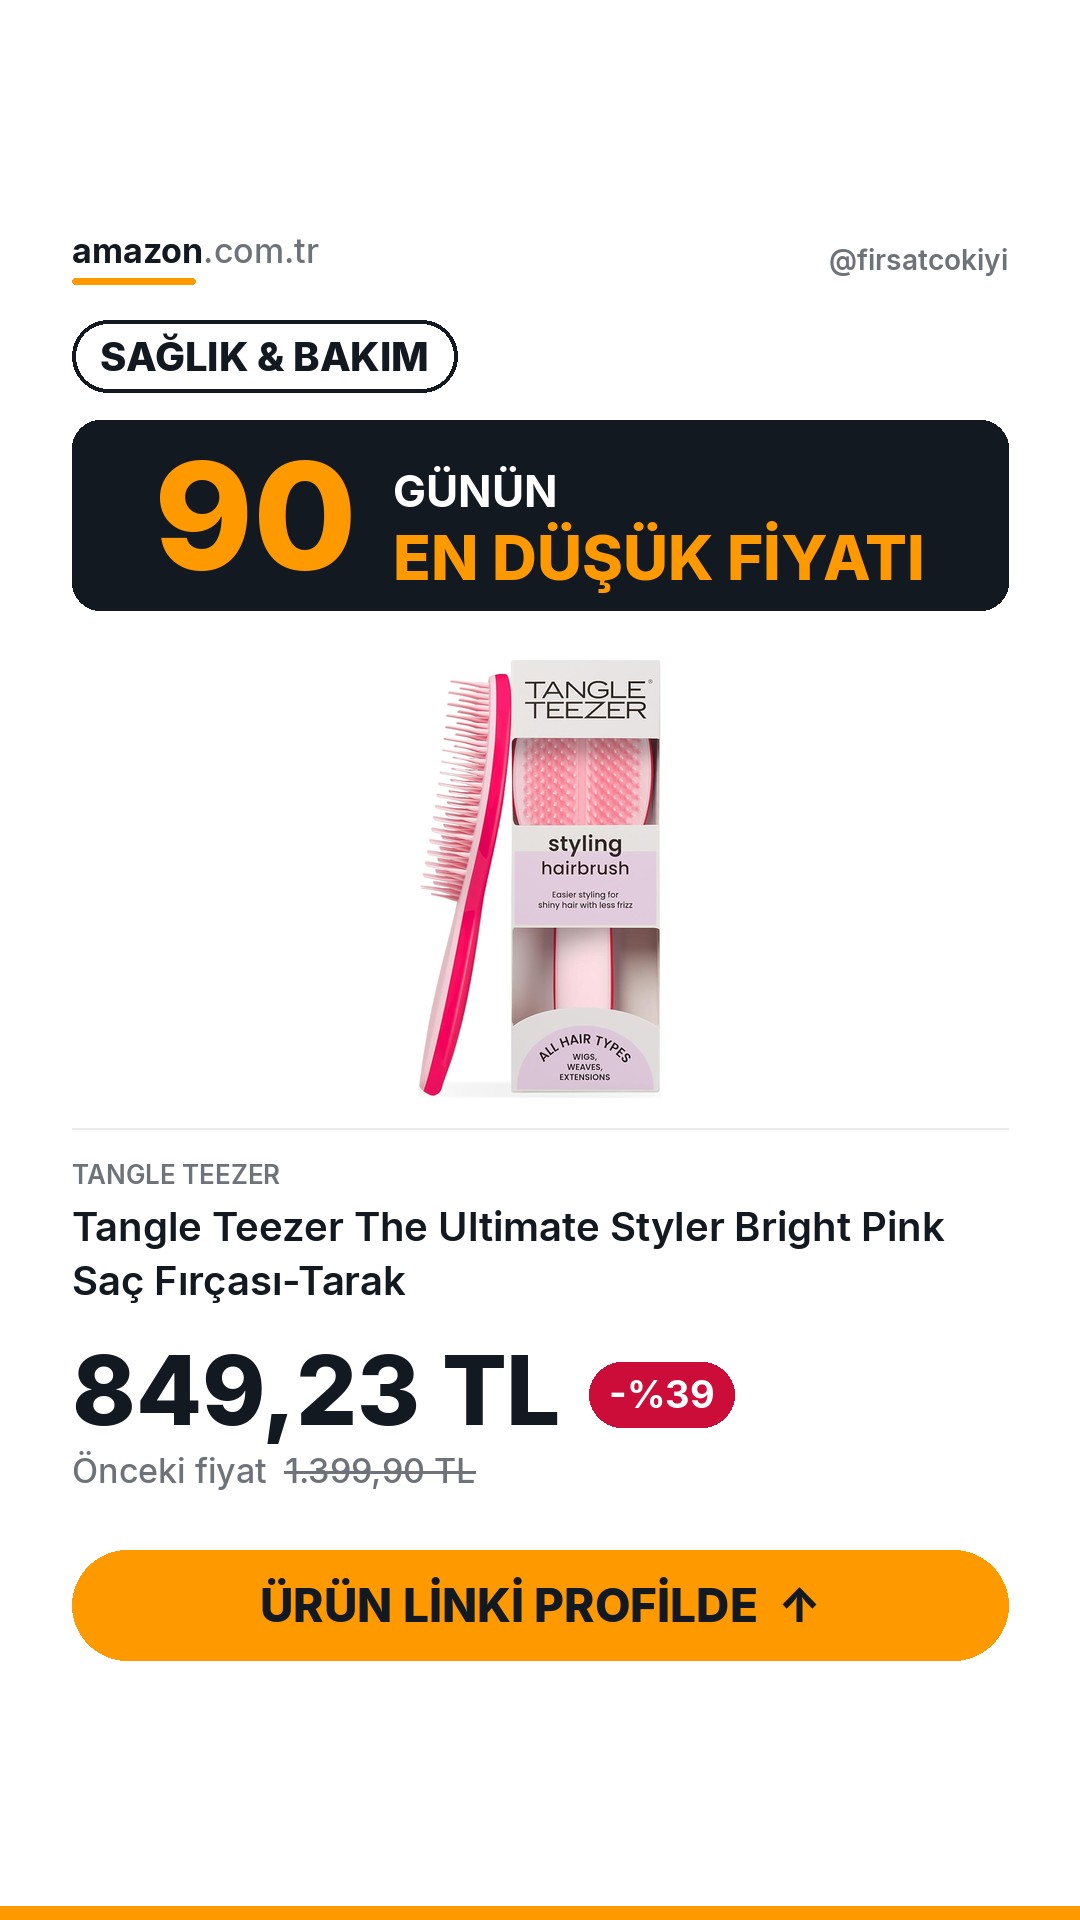 amazon.com.tr
@firsatcokiyi
SAĞLIK & BAKIM
90
GÜNÜN
EN DÜŞÜK FİYATI
TANGLE
TEEZER®
styling
hairbrush
Easier styling for
shiny hair with less frizz
ALL HAIR TYPES
WIGS,
WEAVES,
EXTENSIONS
TANGLE TEEZER
Tangle Teezer The Ultimate Styler Bright Pink
Saç Fırçası-Tarak
849,23 TL -%39
Önceki fiyat 1.399,90 TL
ÜRÜN LİNKİ PROFİLDE ↑